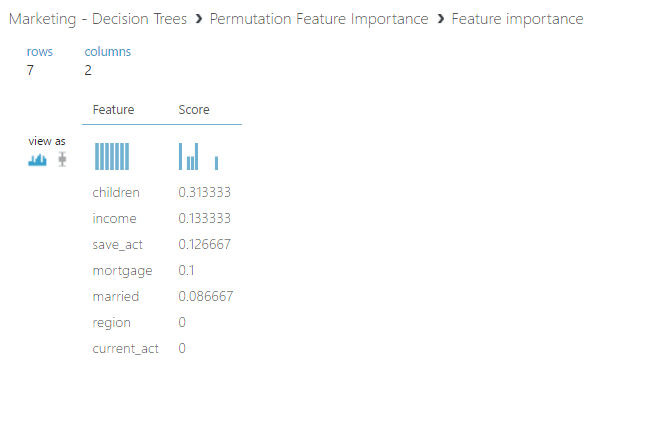 Marketing - Decision Trees ❯ Permutation Feature Importance ❯ Feature importance
rows columns
7 2
Feature Score
view as
children 0.313333
income 0.133333
save_act 0.126667
mortgage 0.1
married 0.086667
region 0
current_act 0